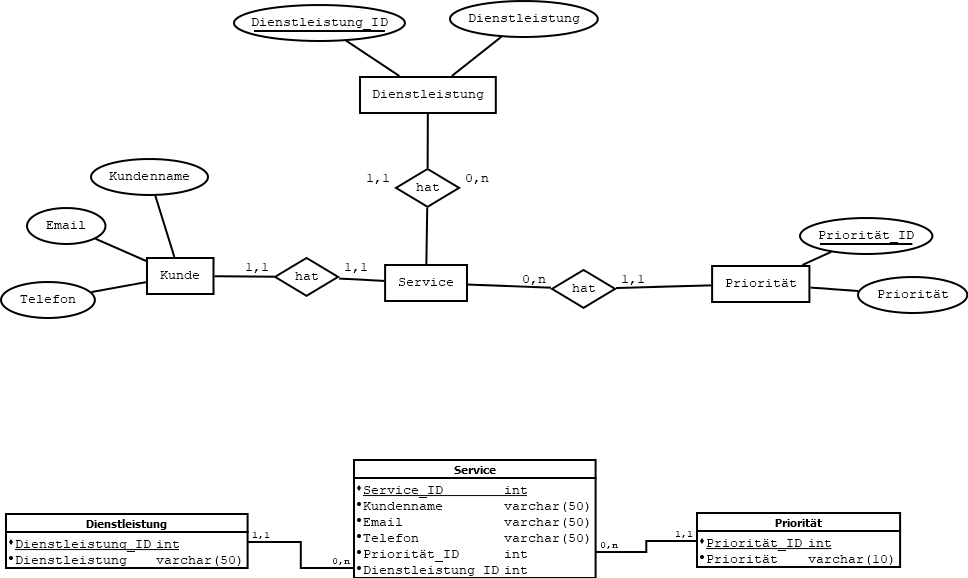 Dienstleistung_ID
Dienstleistung
Dienstleistung
1,1
hat
0,n
Kundenname
Email
Telefon
Kunde
1,1
hat
1,1
Service
0,n
hat
1,1
Priorität
Priorität_ID
Priorität
Dienstleistung
Dienstleistung_ID int
Dienstleistung varchar(50)
1,1
0,n
Service
Service_ID int
Kundenname varchar(50)
Email varchar(50)
Telefon varchar(50)
Priorität_ID int
Dienstleistung_ID int
0,n
1,1
Priorität
Priorität_ID int
Priorität varchar(10)